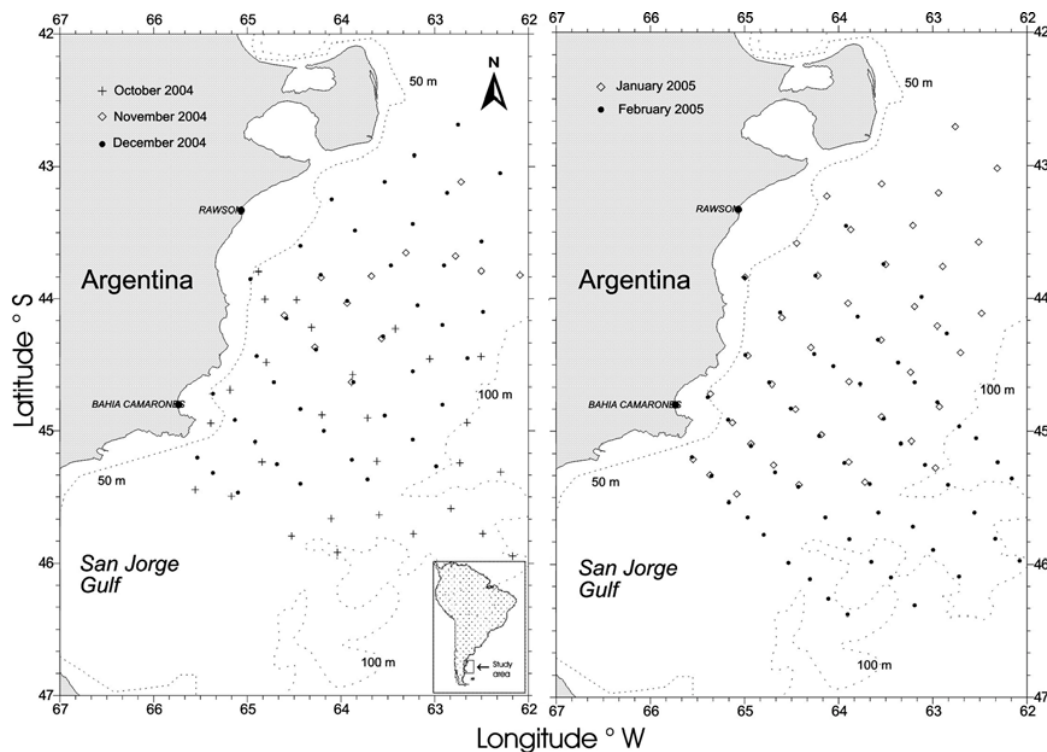 67 66 65 64 63 62 67 66 65 64 63 62
42 42
50 m 50 m
N
October 2004
November 2004
December 2004
January 2005
February 2005
43 43
RAWSON RAWSON
Argentina Argentina
Latitude ° S
44 44
100 m 100 m
BAHIA CAMARONES BAHIA CAMARONES
45 45
50 m 50 m
46 46
San Jorge
Gulf
San Jorge
Gulf
Study
area
100 m 100 m
47 47
67 66 65 64 63 62 67 66 65 64 63 62
Longitude ° W